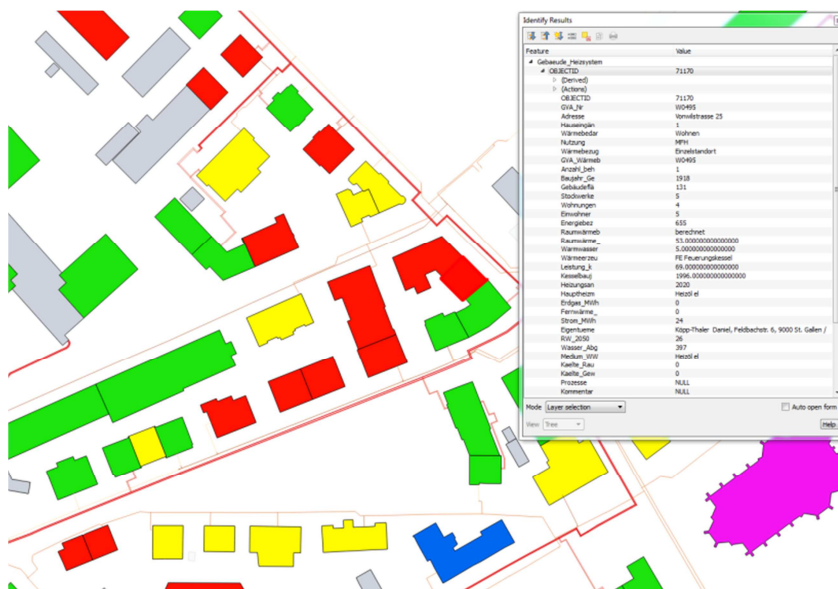 Identify Results
Feature Value
Gebaeude_Heizsystem
OBJECTID 71170
(Derived)
(Actions)
OBJECTID 71170
GVA_Nr W0495
Adresse Vonwilstrasse 25
Hauseingän 1
Wärmebedar Wohnen
Nutzung MFH
Wärmebezug Einzelstandort
GVA_Wärmeb W0495
Anzahl_beh 1
Baujahr_Ge 1918
Gebäudeflä 131
Stockwerke 5
Wohnungen 4
Einwohner 5
Energiebez 655
Raumwärmeb berechnet
Raumwärme_ 53.000000000000000
Warmwasser 5.000000000000000
Wärmeerzeu FE Feuerungskessel
Leistung_k 69.000000000000000
Kesselbauj 1996.000000000000000
Heizungsan 2020
Hauptheizm Heizöl el
Erdgas_MWh 0
Fernwärme_ 0
Strom_MWh 24
Eigentueme Köpp-Thaler Daniel, Feldbachstr. 6, 9000 St. Gallen /
RW_2050 26
Wasser_Abg 397
Medium_WW Heizöl el
Kaelte_Rau 0
Kaelte_Gew 0
Prozesse NULL
Kommentar NULL
Mode Layer selection Auto open form
View Tree Help